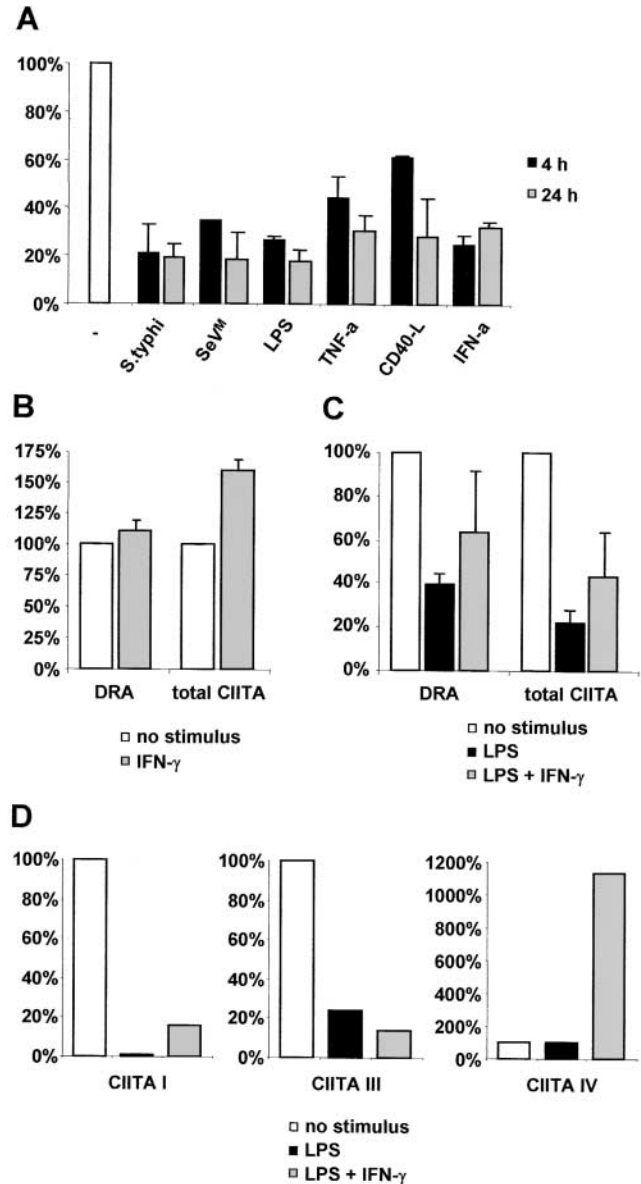 A
100%
80%
60%
40%
20%
0%
-
S.typhi
SeVM
LPS
TNF-a
CD40-L
IFN-a
4 h
24 h
B
175%
150%
125%
100%
75%
50%
25%
0%
DRA
total CIITA
no stimulus
IFN-γ
C
100%
80%
60%
40%
20%
0%
DRA
total CIITA
no stimulus
LPS
LPS + IFN-γ
D
100%
80%
60%
40%
20%
0%
CIITA I
100%
80%
60%
40%
20%
0%
CIITA III
1200%
1000%
800%
600%
400%
200%
0%
CIITA IV
no stimulus
LPS
LPS + IFN-γ